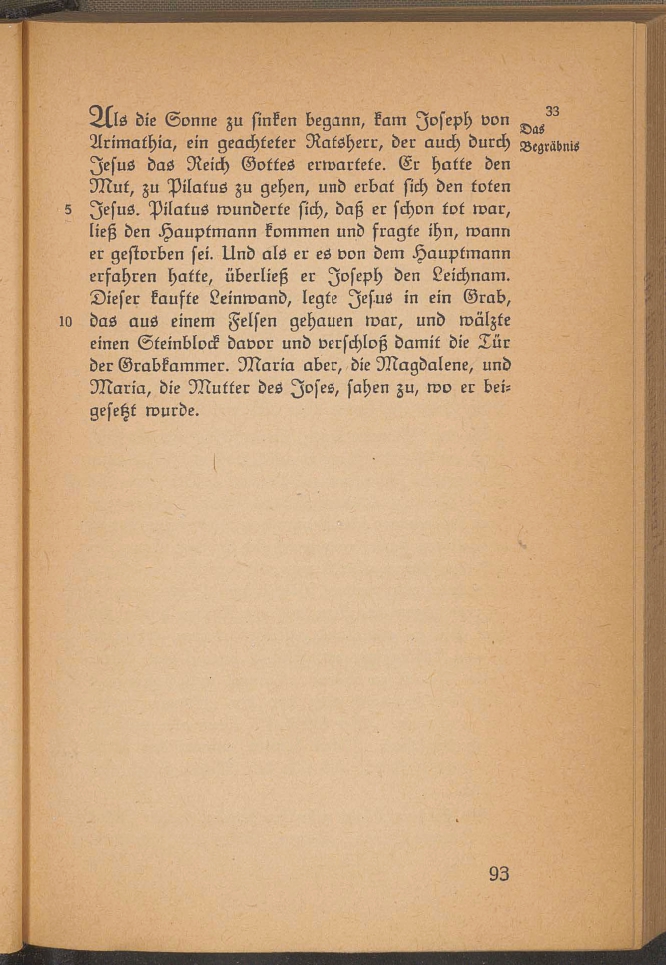 Als die Sonne zu sinken begann, kam Joseph von
Arimathia, ein geachteter Ratsherr, der auch durch
Jesus das Reich Gottes erwartete. Er hatte den
Mut, zu Pilatus zu gehen, und erbat sich den toten
5 Jesus. Pilatus wunderte sich, daß er schon tot war,
ließ den Hauptmann kommen und fragte ihn, wann
er gestorben sei. Und als er es von dem Hauptmann
erfahren hatte, überließ er Joseph den Leichnam.
Dieser kaufte Leinwand, legte Jesus in ein Grab,
10 das aus einem Felsen gehauen war, und wälzte
einen Steinblock davor und verschloß damit die Tür
der Grabkammer. Maria aber, die Magdalene, und
Maria, die Mutter des Joses, sahen zu, wo er bei-
gesetzt wurde.
33
Das
Begräbnis
93